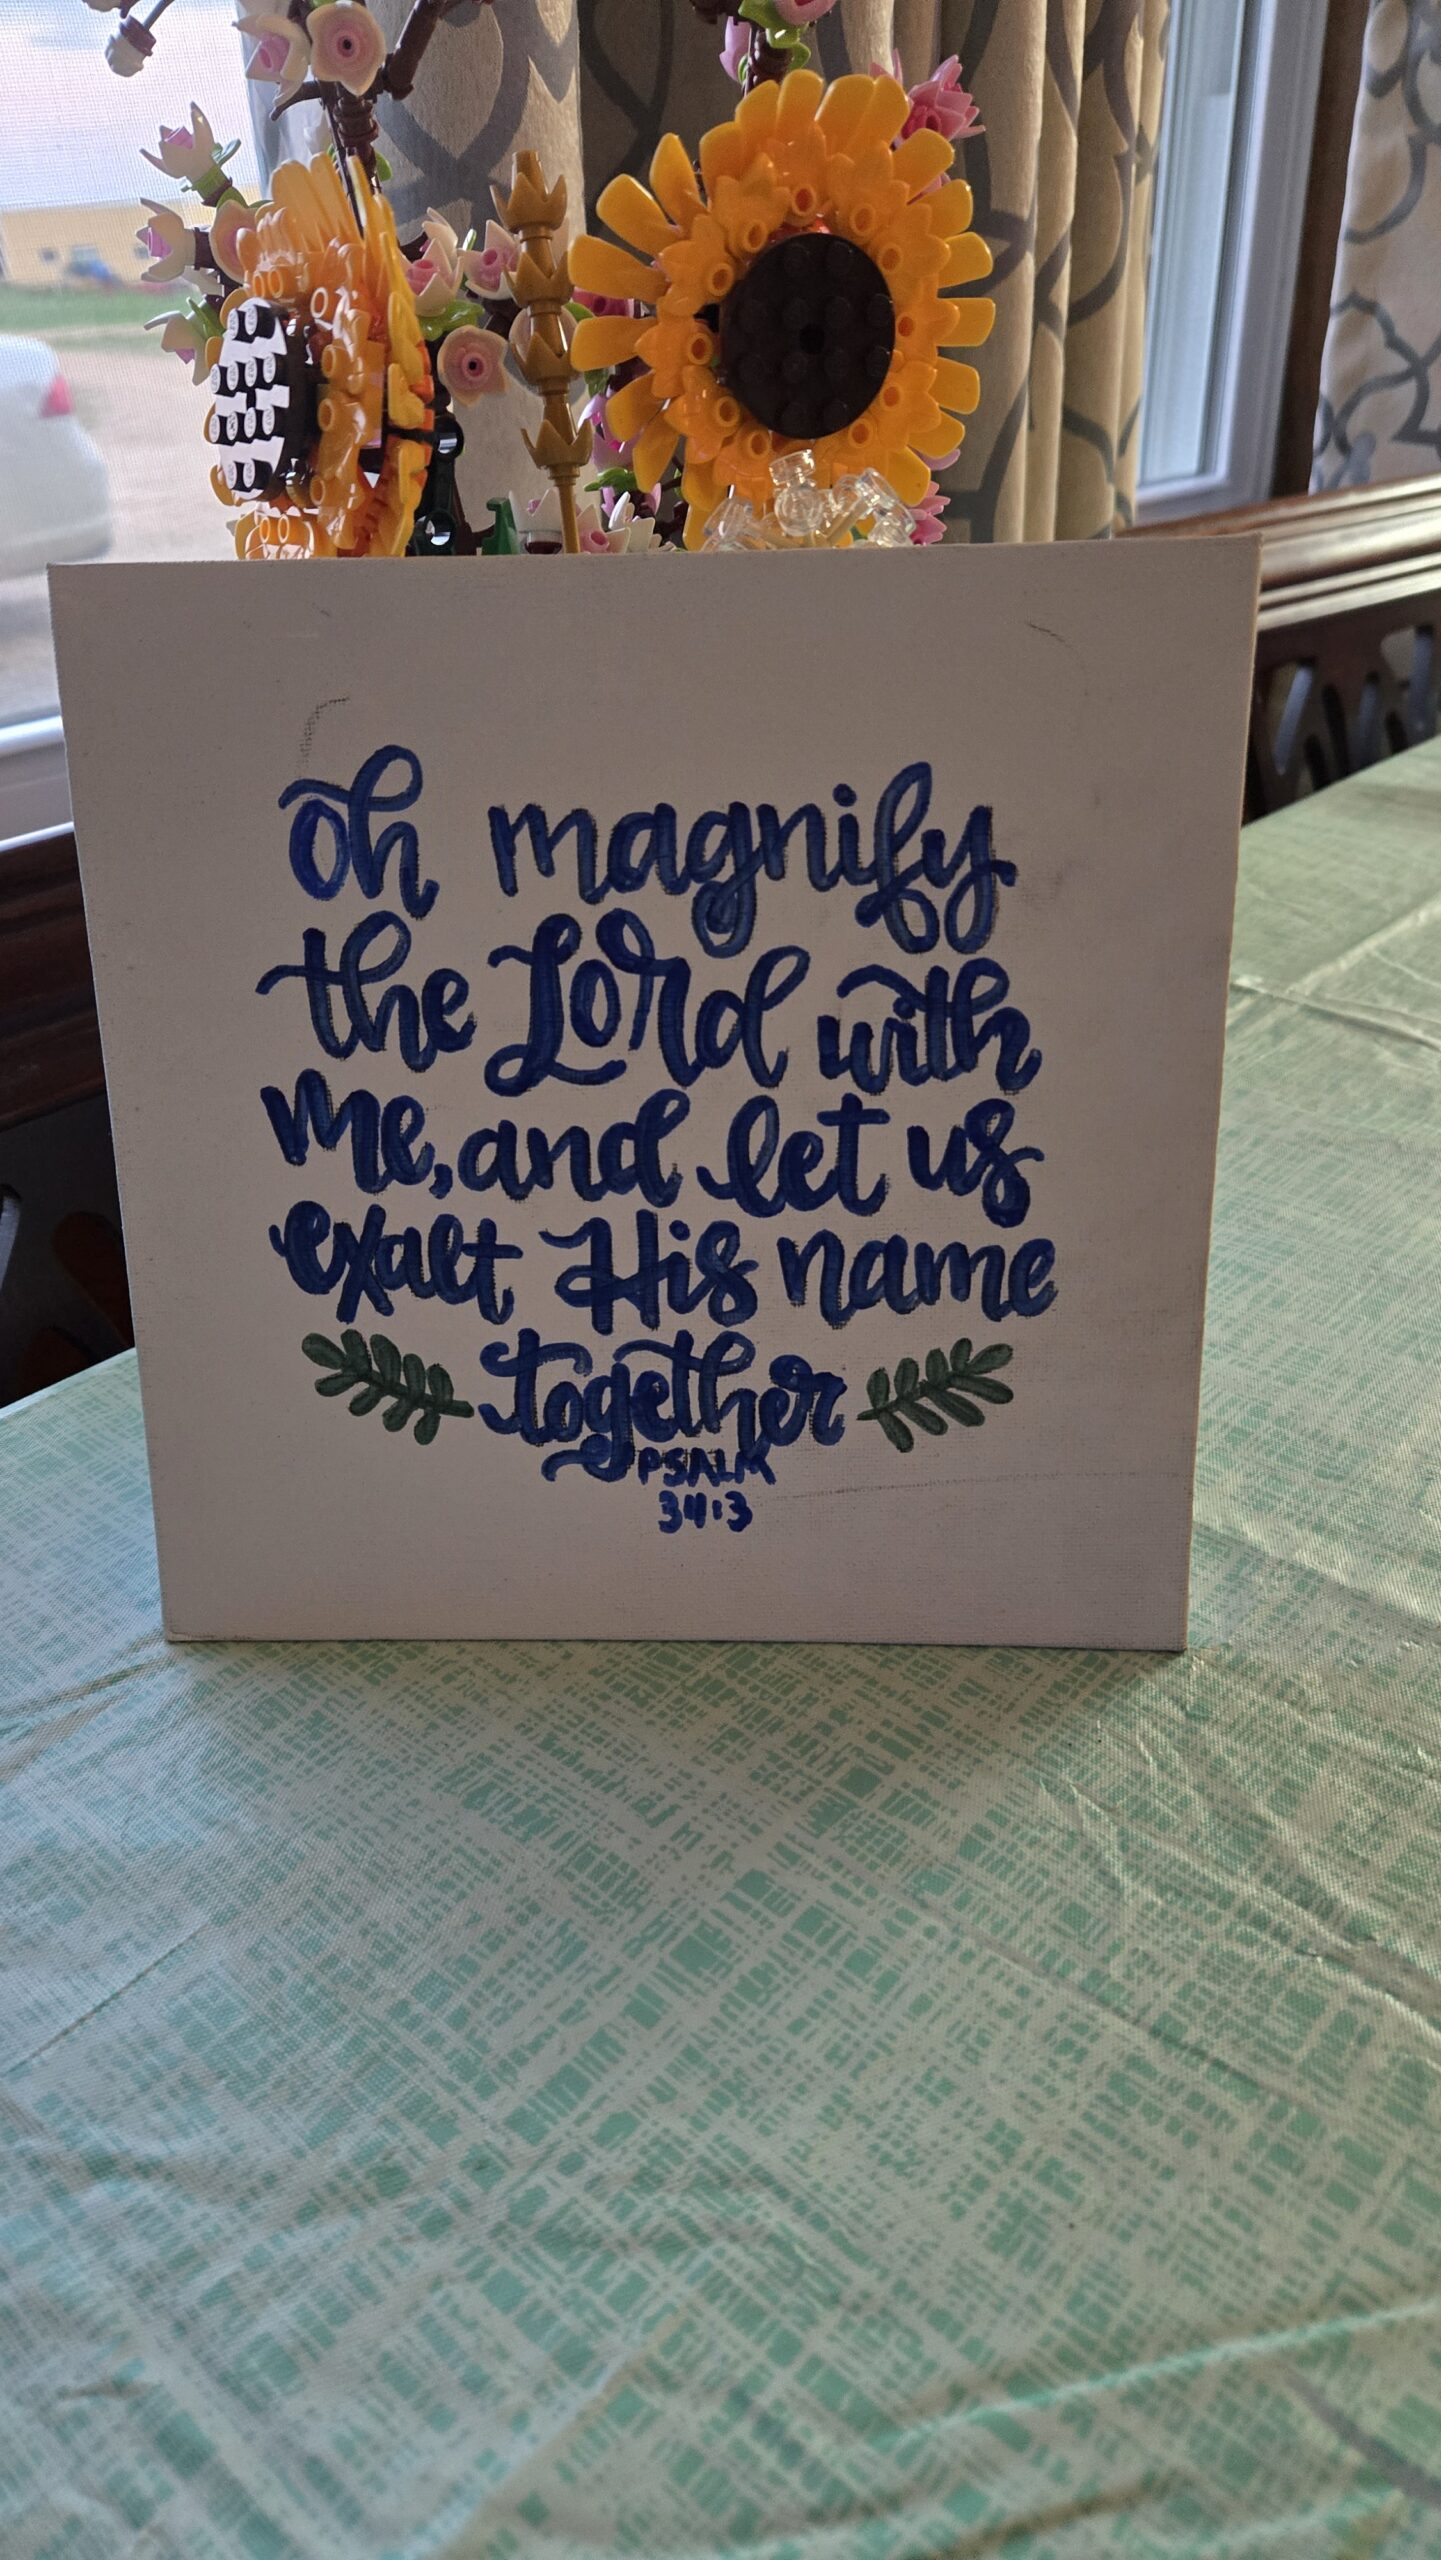 oh magnify
the Lord with
me, and let us
exalt His name
together
PSALM
34:3